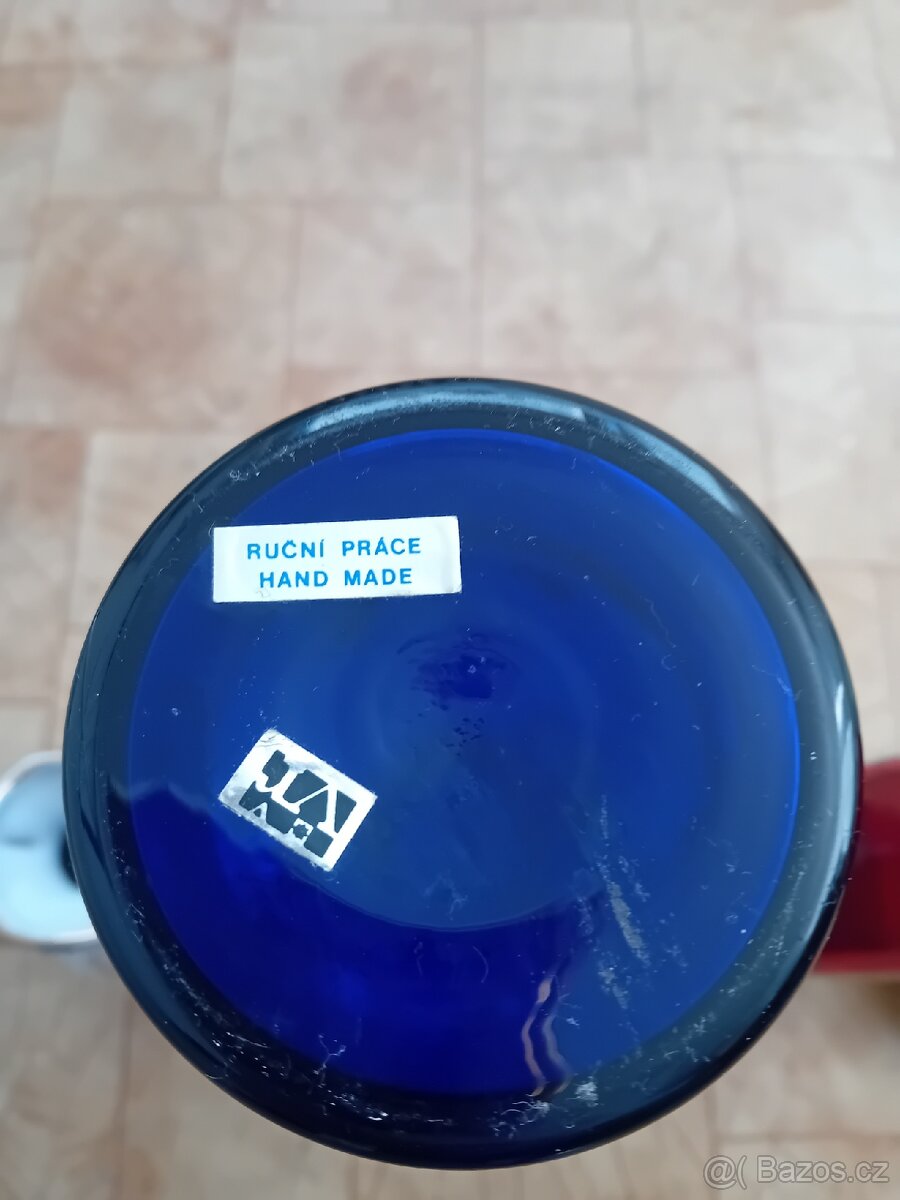 RUČNÍ PRÁCE
HAND MADE
@( Bazos.cz